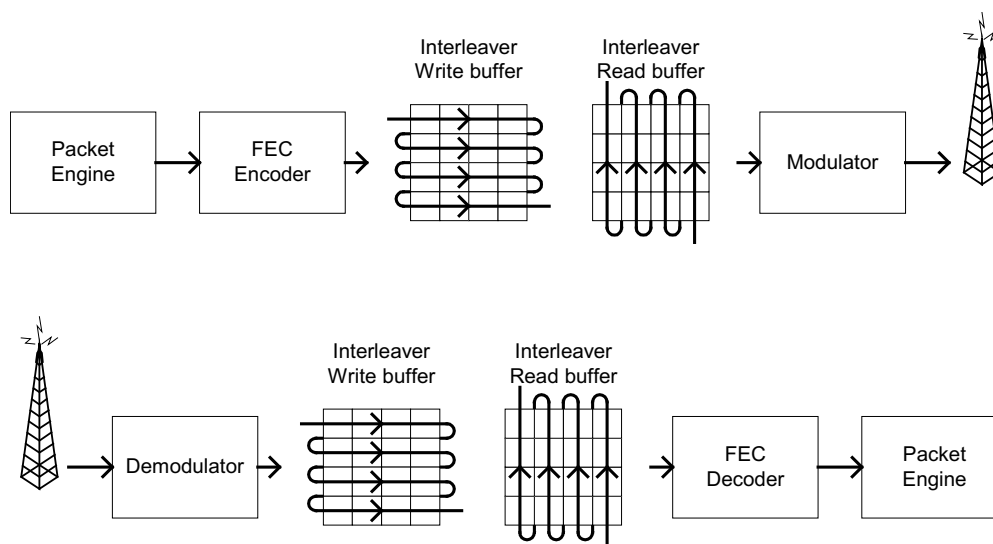 Interleaver
Write buffer
Interleaver
Read buffer
Packet
Engine
FEC
Encoder
Modulator
Interleaver
Write buffer
Interleaver
Read buffer
Demodulator
FEC
Decoder
Packet
Engine